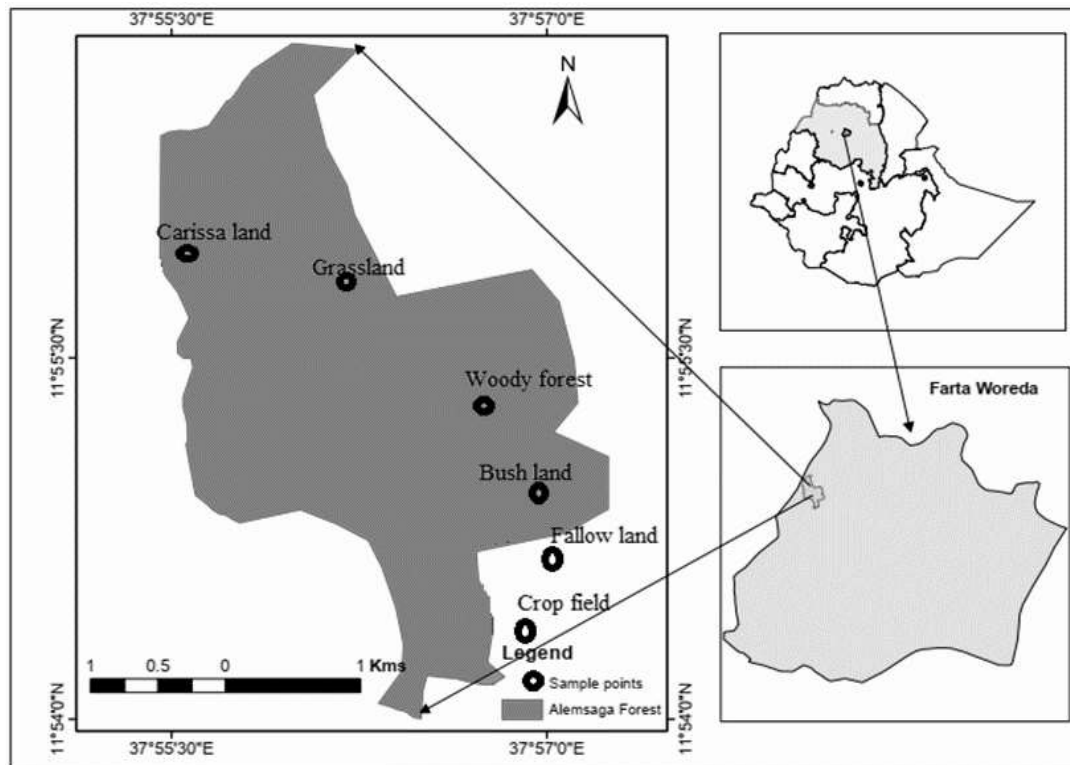 37°55'30"E
37°57'0"E
N
Carissa land
Grassland
11°55'30"N
11°55'30"N
Woody forest
Bush land
Fallow land
Crop field
Legend
1 0.5 0 1 Kms
Sample points
Alemsaga Forest
11°54'0"N
11°54'0"N
37°55'30"E
37°57'0"E
Farta Woreda